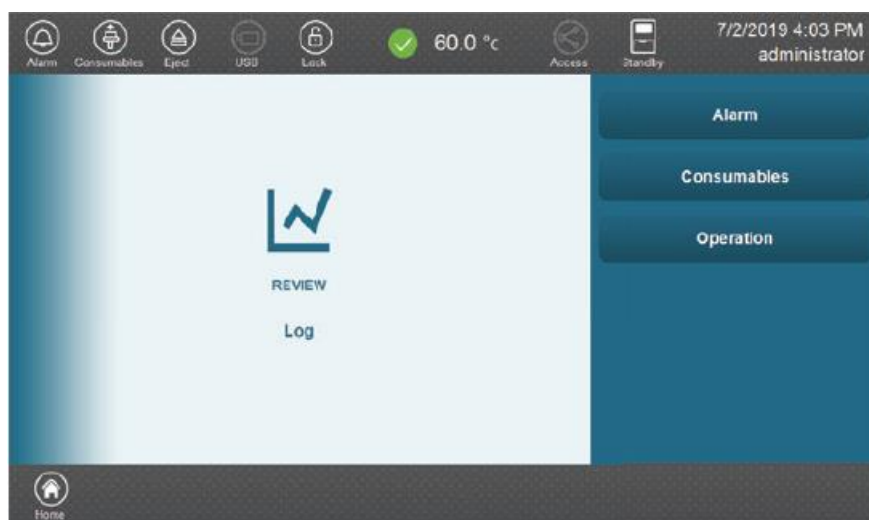 Alarm Consumables Eject USB Lock 60.0 °c Access Standby
7/2/2019 4:03 PM
administrator
REVIEW
Log
Alarm
Consumables
Operation
Home